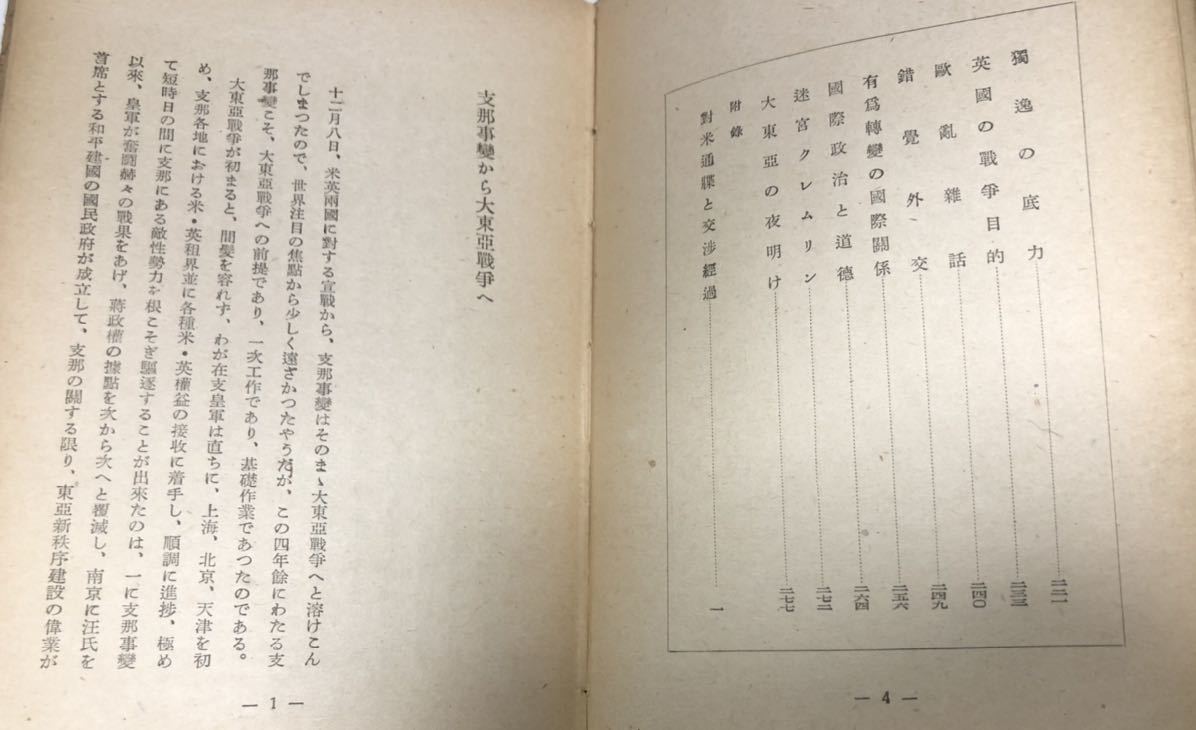 獨逸の底力 二二一
英國の戰爭目的 二三三
歐亂雜話 二四〇
錯覺外交 二四九
有爲轉變の國際關係 二五六
國際政治と道德 二六四
迷宮クレムリン 二七二
大東亞の夜明け 二七七
附錄
對米通牒と交涉經過 一
— 4 —
支那事變から大東亞戰爭へ
十二月八日、米英兩國に對する宣戰から、支那事變はそのまゝ大東亞戰爭へと溶けこん
でしまつたので、世界注目の焦點から少しく遠ざかつたやうだが、この四年餘にわたる支
那事變こそ、大東亞戰爭への前提であり、一次工作であり、基礎作業であつたのである。
大東亞戰爭が初まると、間髮を容れず、わが在支皇軍は直ちに、上海、北京、天津を初
め、支那各地における米・英租界並に各種米・英權益の接收に着手し、順調に進捗、極め
て短時日の間に支那にある敵性勢力を根こそぎ驅逐することが出來たのは、一に支那事變
以來、皇軍が奮鬪赫々の戰果をあげ、蔣政權の據點を次から次へと覆滅し、南京に汪氏を
首席とする和平建國の國民政府が成立して、支那の關する限り、東亞新秩序建設の偉業が
— 1 —